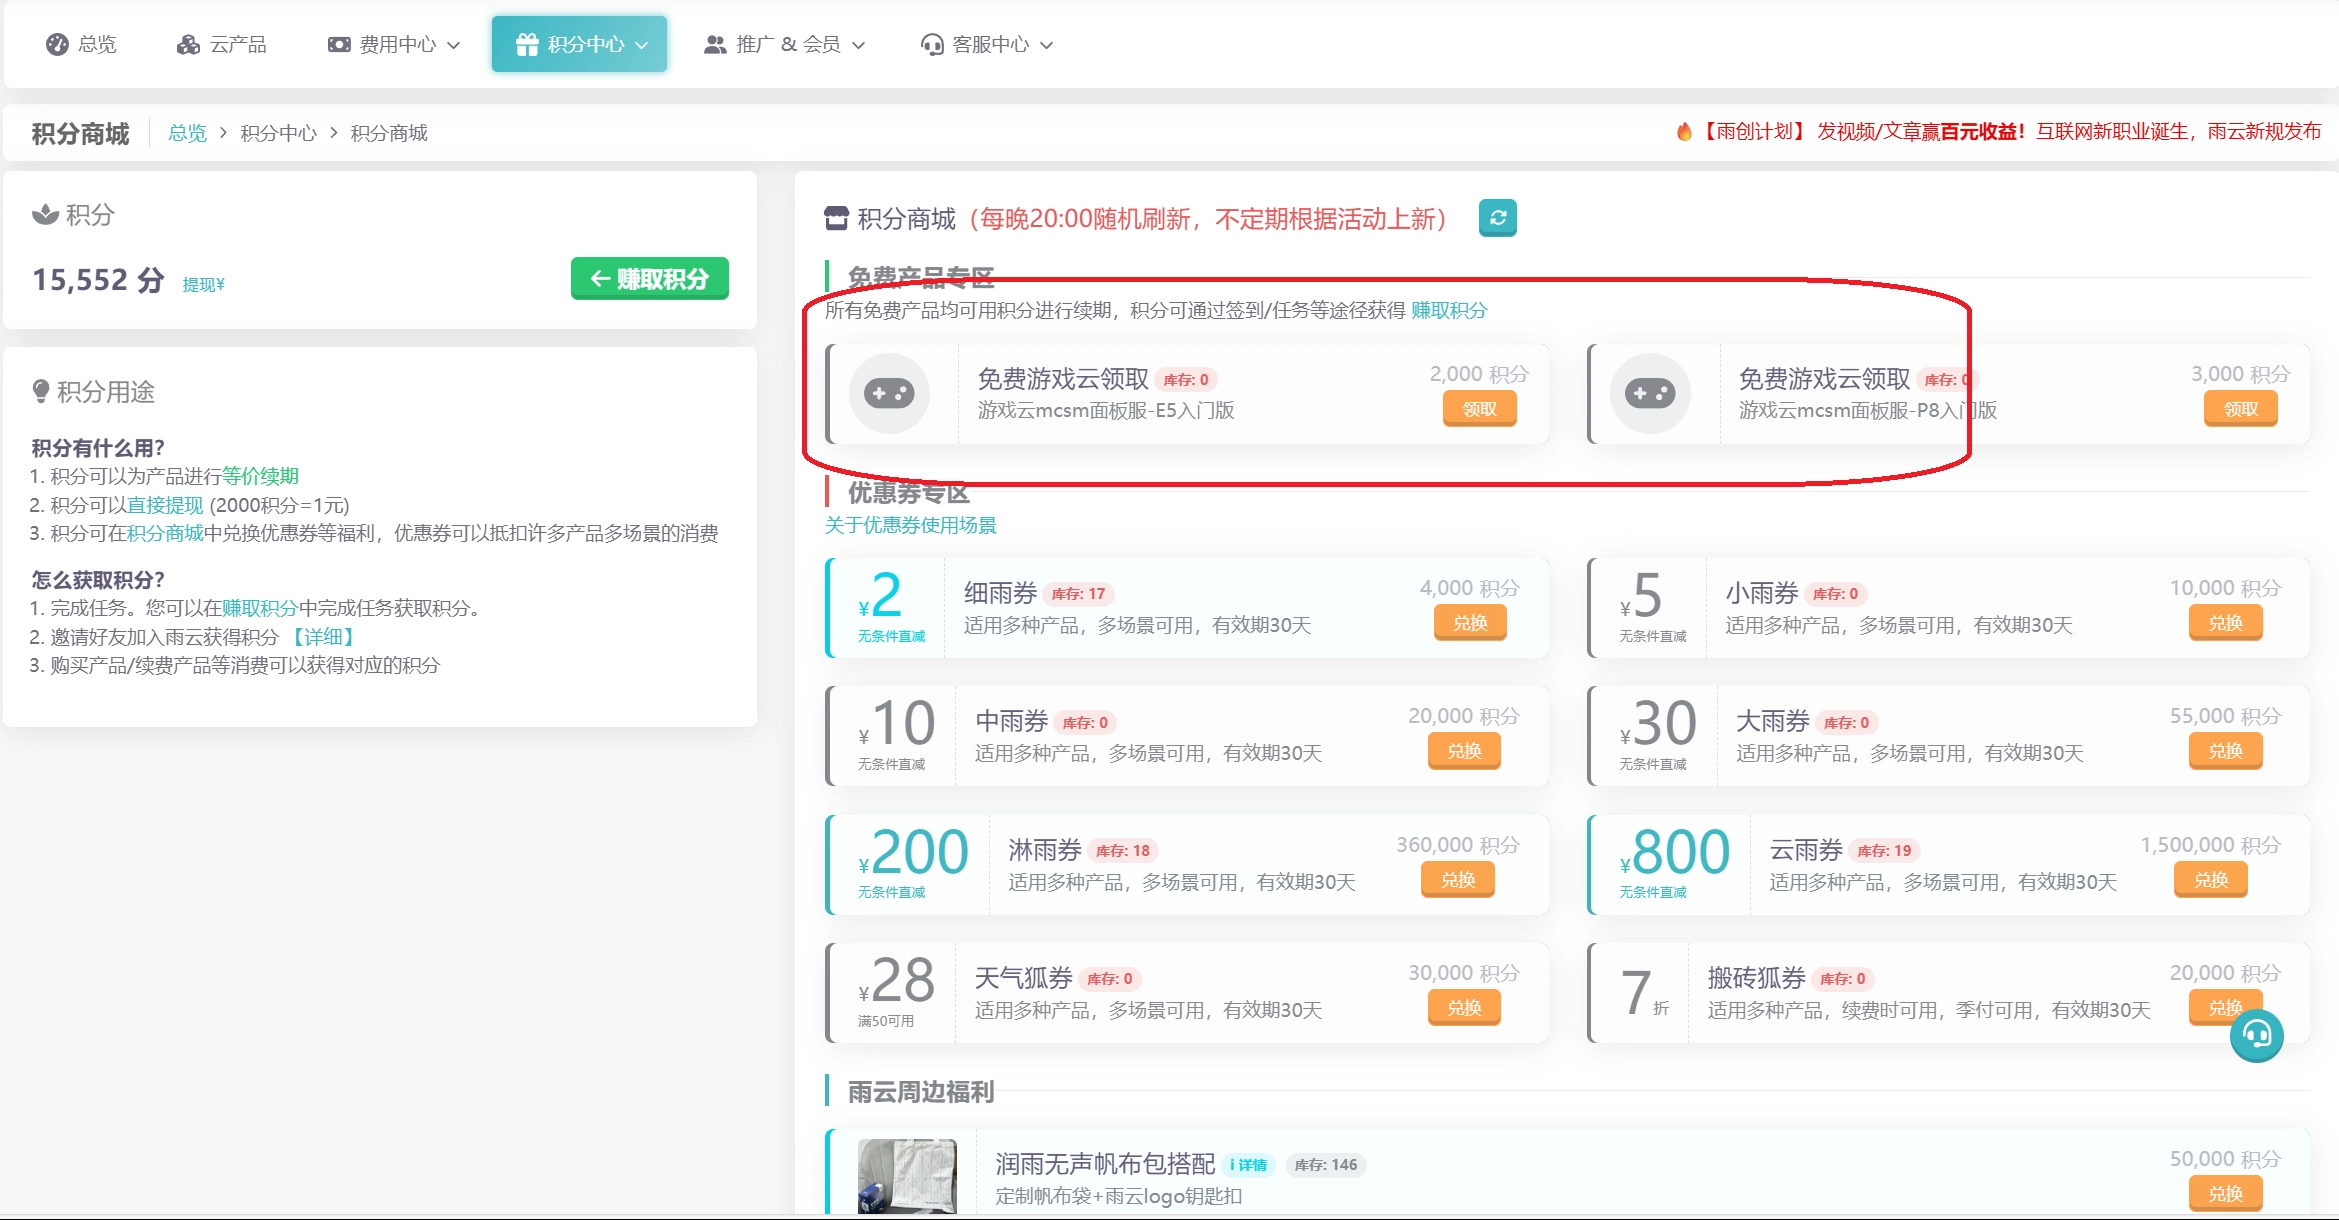 总览
云产品
费用中心
积分中心
推广 & 会员
客服中心
积分商城
总览 > 积分中心 > 积分商城
【雨创计划】 发视频/文章赢百元收益！互联网新职业诞生，雨云新规发布
积分
15,552 分 提现¥
赚取积分
积分用途
积分有什么用?
1. 积分可以为产品进行等价续期
2. 积分可以直接提现 (2000积分=1元)
3. 积分可在积分商城中兑换优惠券等福利，优惠券可以抵扣许多产品多场景的消费
怎么获取积分?
1. 完成任务。您可以在赚取积分中完成任务获取积分。
2. 邀请好友加入雨云获得积分 【详细】
3. 购买产品/续费产品等消费可以获得对应的积分
积分商城（每晚20:00随机刷新，不定期根据活动上新）
免费产品专区
所有免费产品均可用积分进行续期，积分可通过签到/任务等途径获得 赚取积分
免费游戏云领取 库存: 0
游戏云mcsm面板服-E5入门版
2,000 积分
领取
免费游戏云领取 库存: 0
游戏云mcsm面板服-P8入门版
3,000 积分
领取
优惠券专区
关于优惠券使用场景
¥2
无条件直减
细雨券 库存: 17
适用多种产品，多场景可用，有效期30天
4,000 积分
兑换
¥5
无条件直减
小雨券 库存: 0
适用多种产品，多场景可用，有效期30天
10,000 积分
兑换
¥10
无条件直减
中雨券 库存: 0
适用多种产品，多场景可用，有效期30天
20,000 积分
兑换
¥30
无条件直减
大雨券 库存: 0
适用多种产品，多场景可用，有效期30天
55,000 积分
兑换
¥200
无条件直减
淋雨券 库存: 18
适用多种产品，多场景可用，有效期30天
360,000 积分
兑换
¥800
无条件直减
云雨券 库存: 19
适用多种产品，多场景可用，有效期30天
1,500,000 积分
兑换
¥28
满50可用
天气狐券 库存: 0
适用多种产品，多场景可用，有效期30天
30,000 积分
兑换
7折
搬砖狐券 库存: 0
适用多种产品，续费时可用，季付可用，有效期30天
20,000 积分
兑换
雨云周边福利
润雨无声帆布包搭配 i 详情 库存: 146
定制帆布袋+雨云logo钥匙扣
50,000 积分
兑换